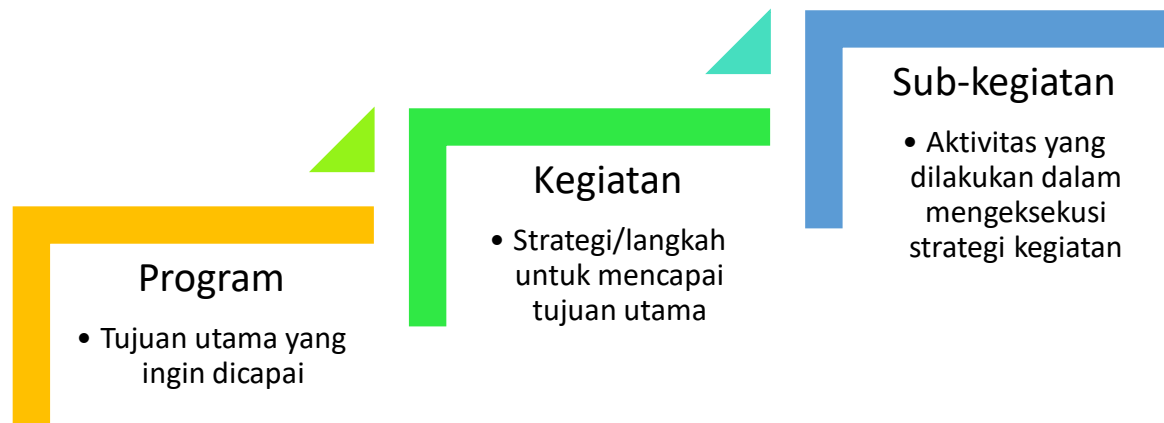 Program
• Tujuan utama yang
ingin dicapai
Kegiatan
• Strategi/langkah
untuk mencapai
tujuan utama
Sub-kegiatan
• Aktivitas yang
dilakukan dalam
mengeksekusi
strategi kegiatan